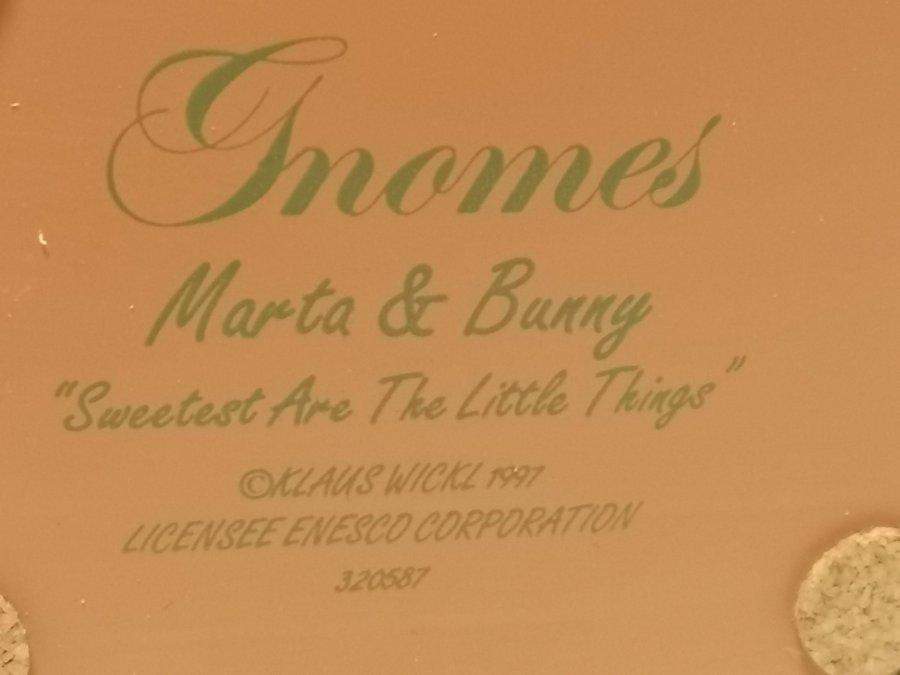 Gnomes
Marta & Bunny
"Sweetest Are The Little Things"
©KLAUS WICKL 1997
LICENSEE ENESCO CORPORATION
320587